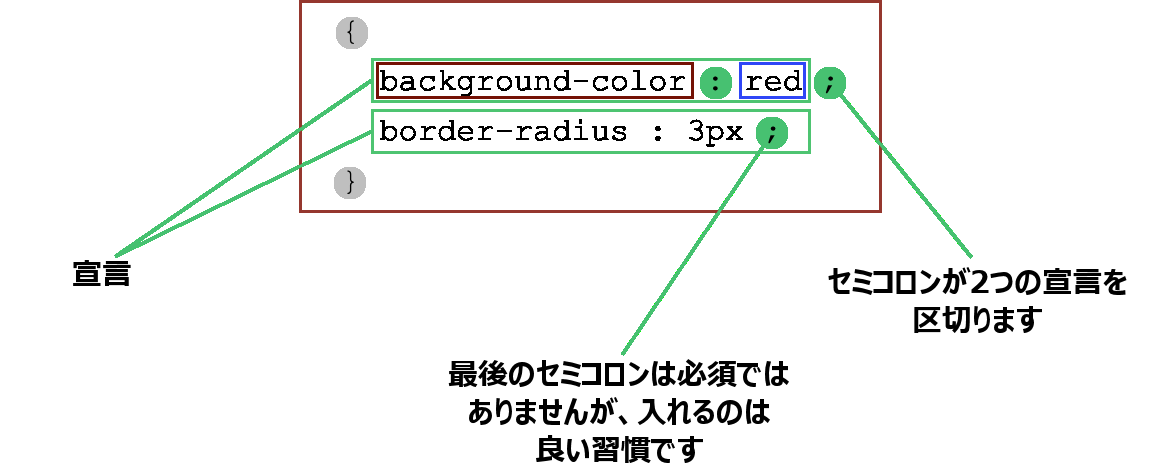 {
background-color : red ;
border-radius : 3px ;
}
宣言
セミコロンが2つの宣言を
区切ります
最後のセミコロンは必須では
ありませんが、入れるのは
良い習慣です